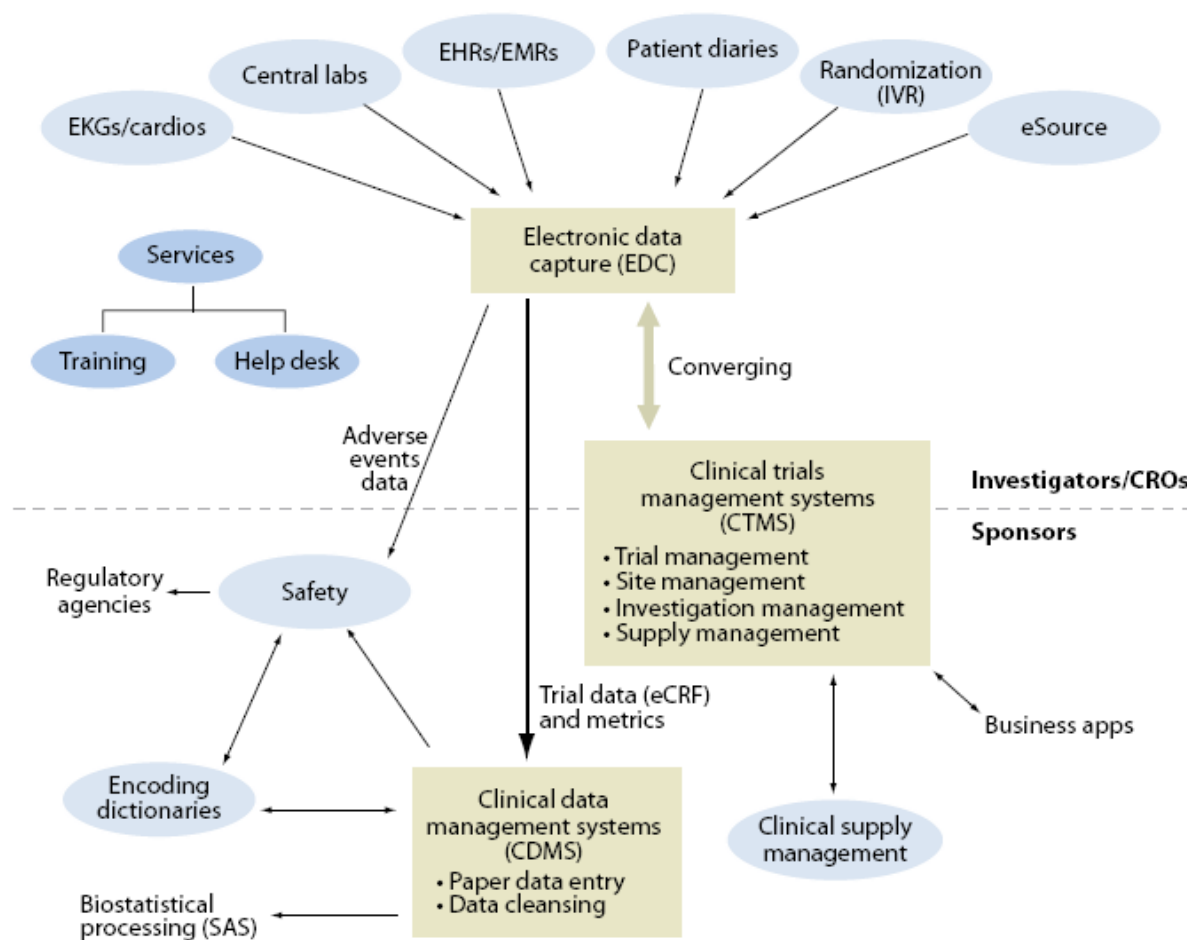 EHRs/EMRs
Patient diaries
Central labs
Randomization
(IVR)
EKGs/cardios
eSource
Electronic data
capture (EDC)
Services
Training
Help desk
Converging
Adverse
events
data
Clinical trials
management systems
(CTMS)
• Trial management
• Site management
• Investigation management
• Supply management
Investigators/CROs
Sponsors
Regulatory
agencies
Safety
Trial data (eCRF)
and metrics
Business apps
Encoding
dictionaries
Clinical data
management systems
(CDMS)
• Paper data entry
• Data cleansing
Clinical supply
management
Biostatistical
processing (SAS)